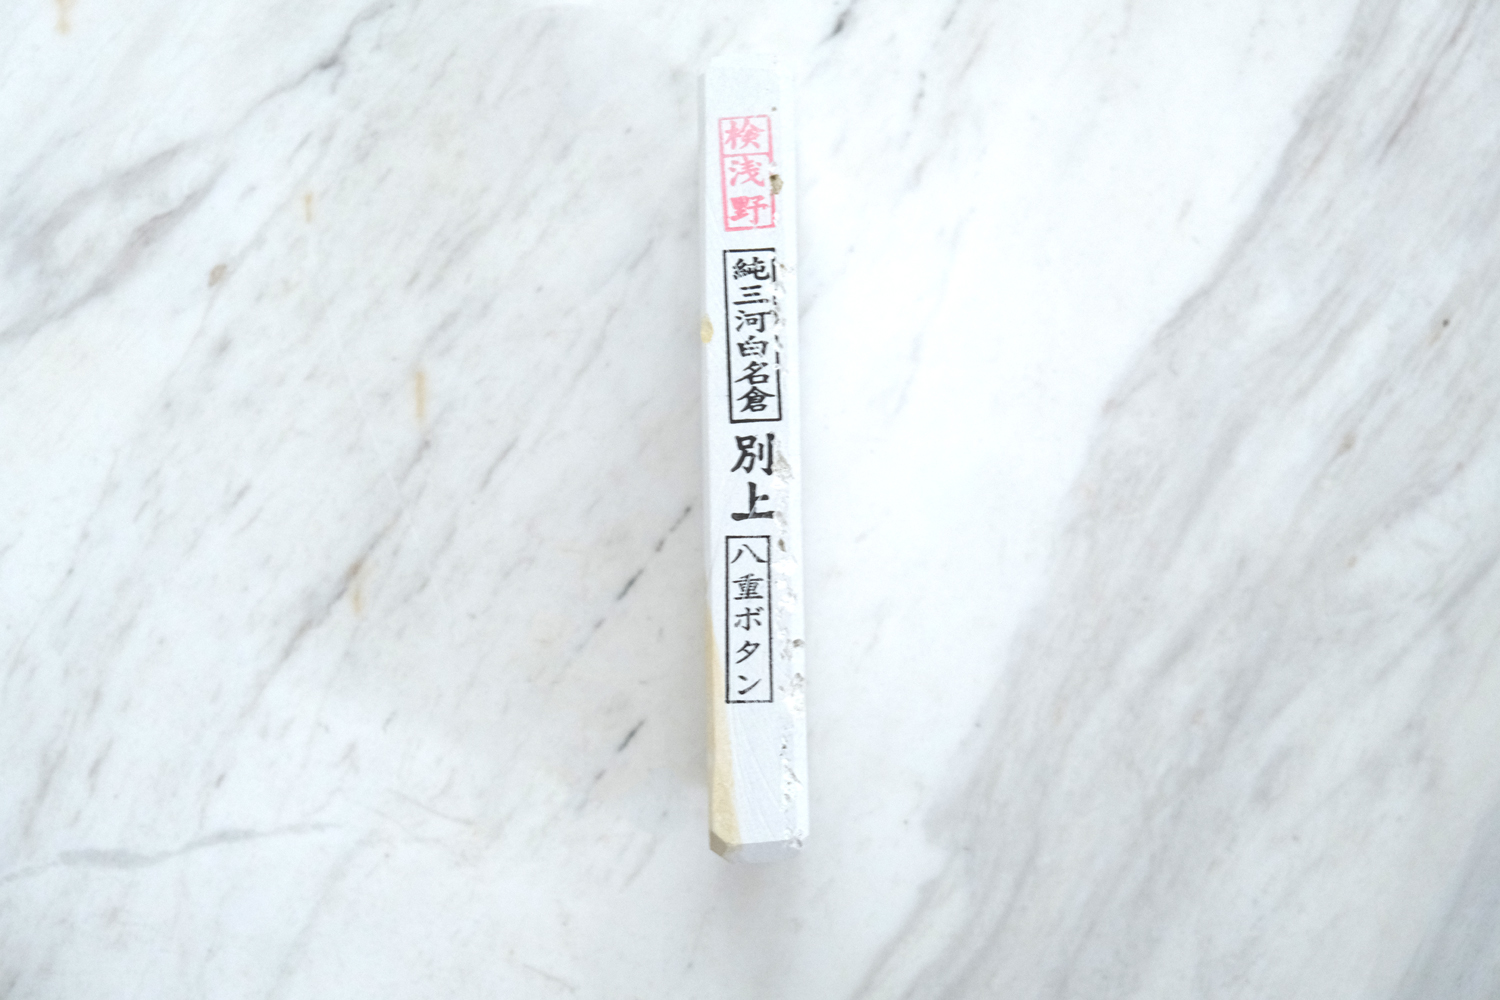 検
浅野
純三河白名倉
別上
八重ボタン